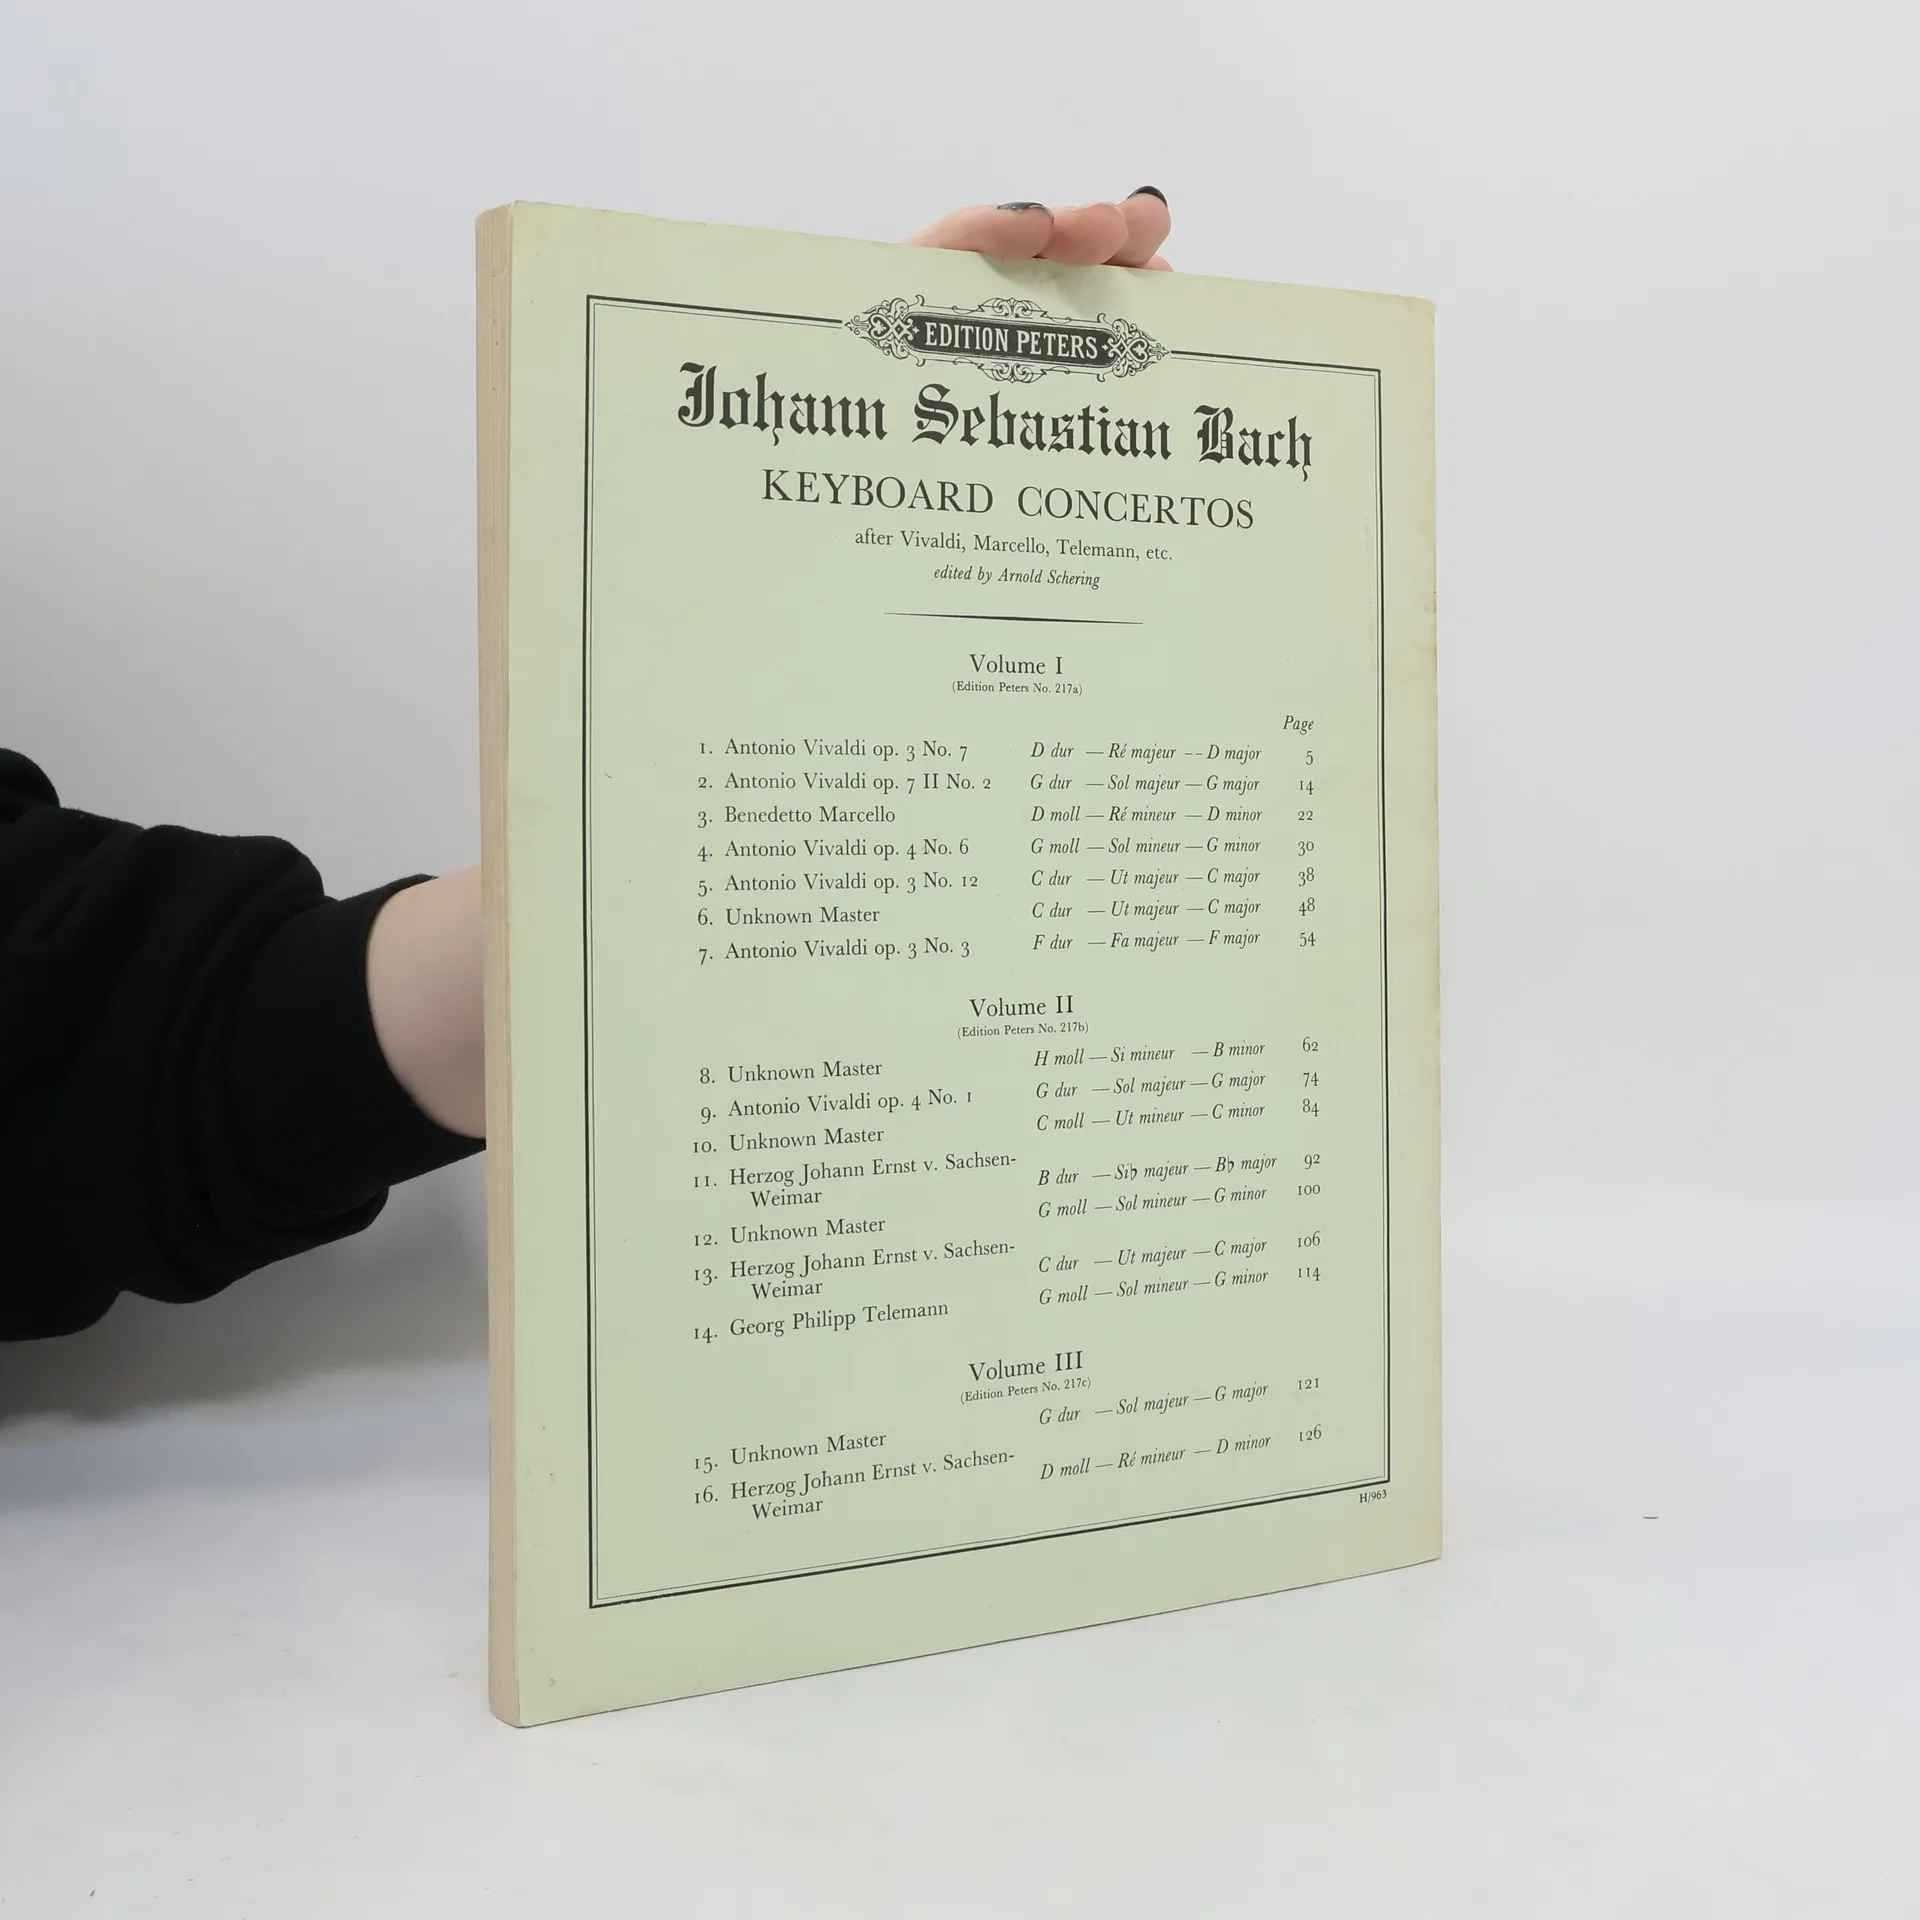 EDITION PETERS
Johann Sebastian Bach
KEYBOARD CONCERTOS
after Vivaldi, Marcello, Telemann, etc.
edited by Arnold Schering
Volume I
(Edition Peters No. 217a)
Page
1. Antonio Vivaldi op. 3 No. 7 D dur — Ré majeur -- D major 5
2. Antonio Vivaldi op. 7 II No. 2 G dur — Sol majeur — G major 14
3. Benedetto Marcello D moll — Ré mineur — D minor 22
4. Antonio Vivaldi op. 4 No. 6 G moll — Sol mineur — G minor 30
5. Antonio Vivaldi op. 3 No. 12 C dur — Ut majeur — C major 38
6. Unknown Master C dur — Ut majeur — C major 48
7. Antonio Vivaldi op. 3 No. 3 F dur — Fa majeur — F major 54
Volume II
(Edition Peters No. 217b)
8. Unknown Master H moll — Si mineur — B minor 62
9. Antonio Vivaldi op. 4 No. 1 G dur — Sol majeur — G major 74
10. Unknown Master C moll — Ut mineur — C minor 84
11. Herzog Johann Ernst v. Sachsen-
Weimar B dur — Si♭ majeur — B♭ major 92
12. Unknown Master G moll — Sol mineur — G minor 100
13. Herzog Johann Ernst v. Sachsen-
Weimar C dur — Ut majeur — C major 106
14. Georg Philipp Telemann G moll — Sol mineur — G minor 114
Volume III
(Edition Peters No. 217c)
15. Unknown Master G dur — Sol majeur — G major 121
16. Herzog Johann Ernst v. Sachsen-
Weimar D moll — Ré mineur — D minor 126
H/963